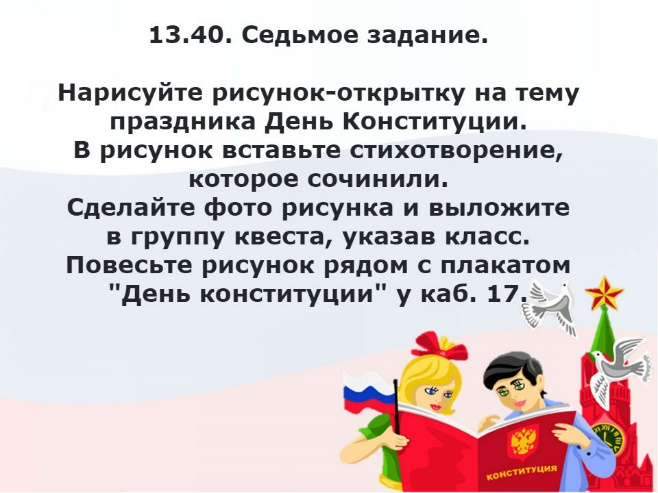 13.40. Седьмое задание.
Нарисуйте рисунок-открытку на тему
праздника День Конституции.
В рисунок вставьте стихотворение,
которое сочинили.
Сделайте фото рисунка и выложите
в группу квеста, указав класс.
Повесьте рисунок рядом с плакатом
"День конституции" у каб. 17.
КОНСТИТУЦИЯ